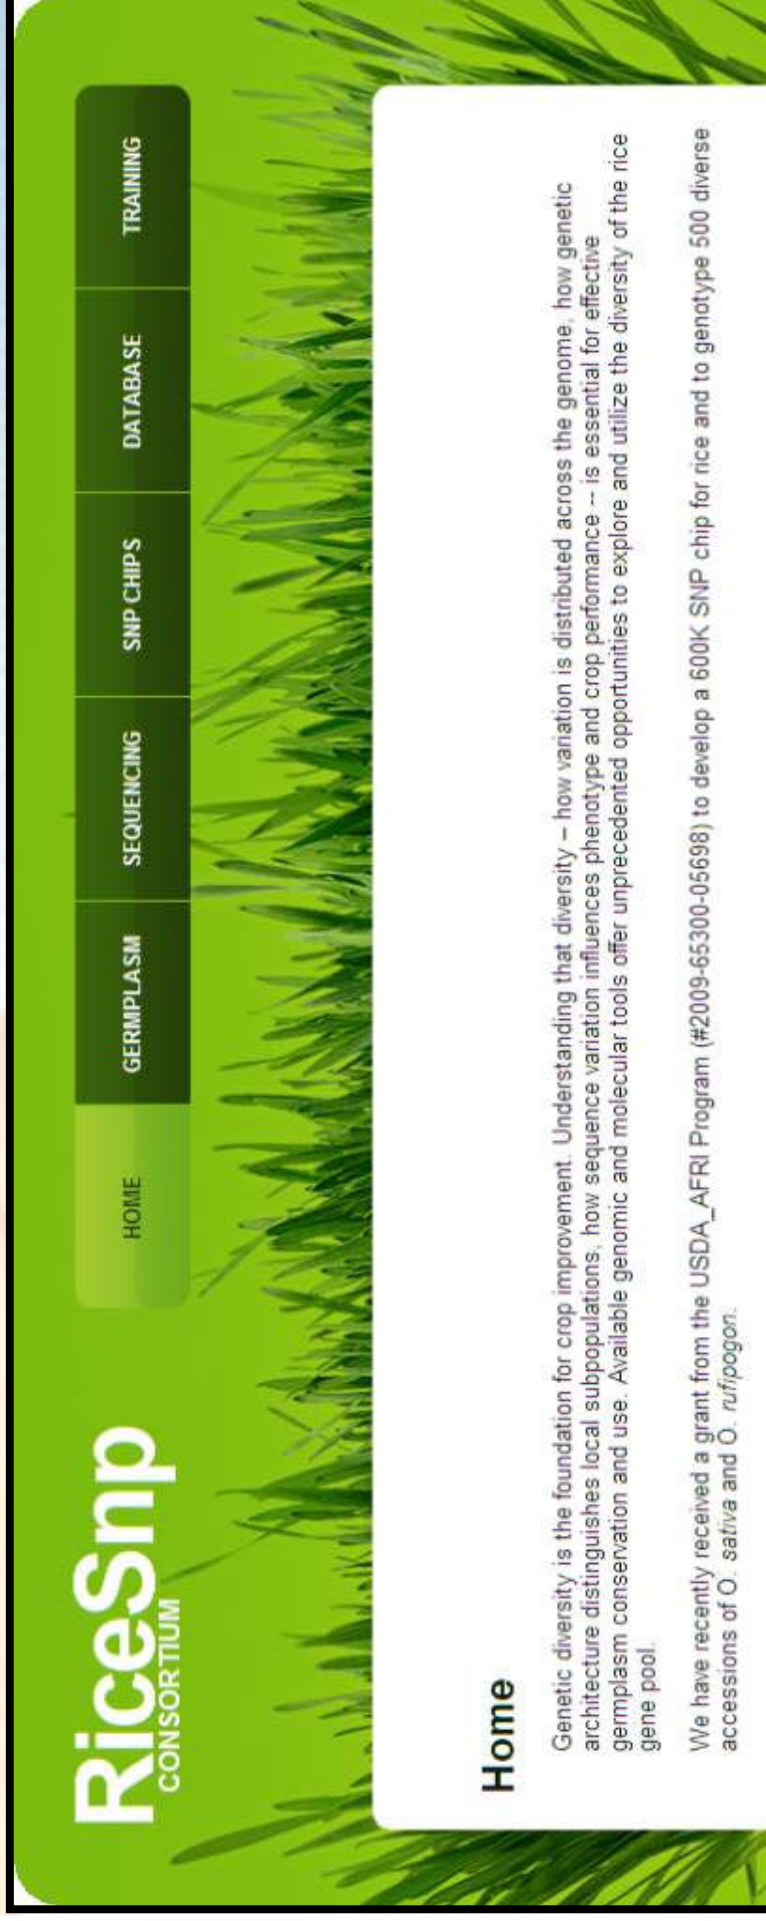 RiceSnp
CONSORTIUM
HOME
GERMPLASM
SEQUENCING
SNP CHIPS
DATABASE
TRAINING
Home
Genetic diversity is the foundation for crop improvement. Understanding that diversity – how variation is distributed across the genome, how genetic
architecture distinguishes local subpopulations, how sequence variation influences phenotype and crop performance -- is essential for effective
germplasm conservation and use. Available genomic and molecular tools offer unprecedented opportunities to explore and utilize the diversity of the rice
gene pool.
We have recently received a grant from the USDA_AFRI Program (#2009-65300-05698) to develop a 600K SNP chip for rice and to genotype 500 diverse
accessions of O. sativa and O. rufipogon.